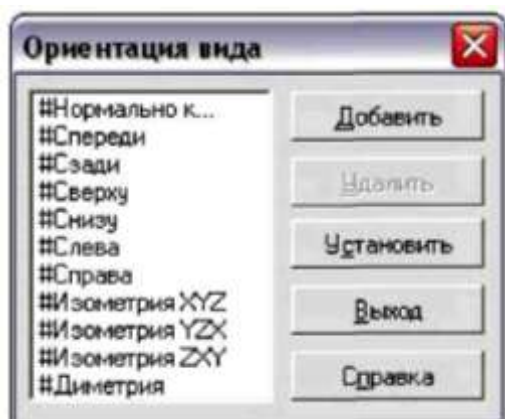 Ориентация вида
#Нормально к...
#Спереди
#Сзади
#Сверху
#Снизу
#Слева
#Справа
#Изометрия XYZ
#Изометрия YZX
#Изометрия ZXY
#Диметрия
Добавить
Удалить
Установить
Выход
Справка